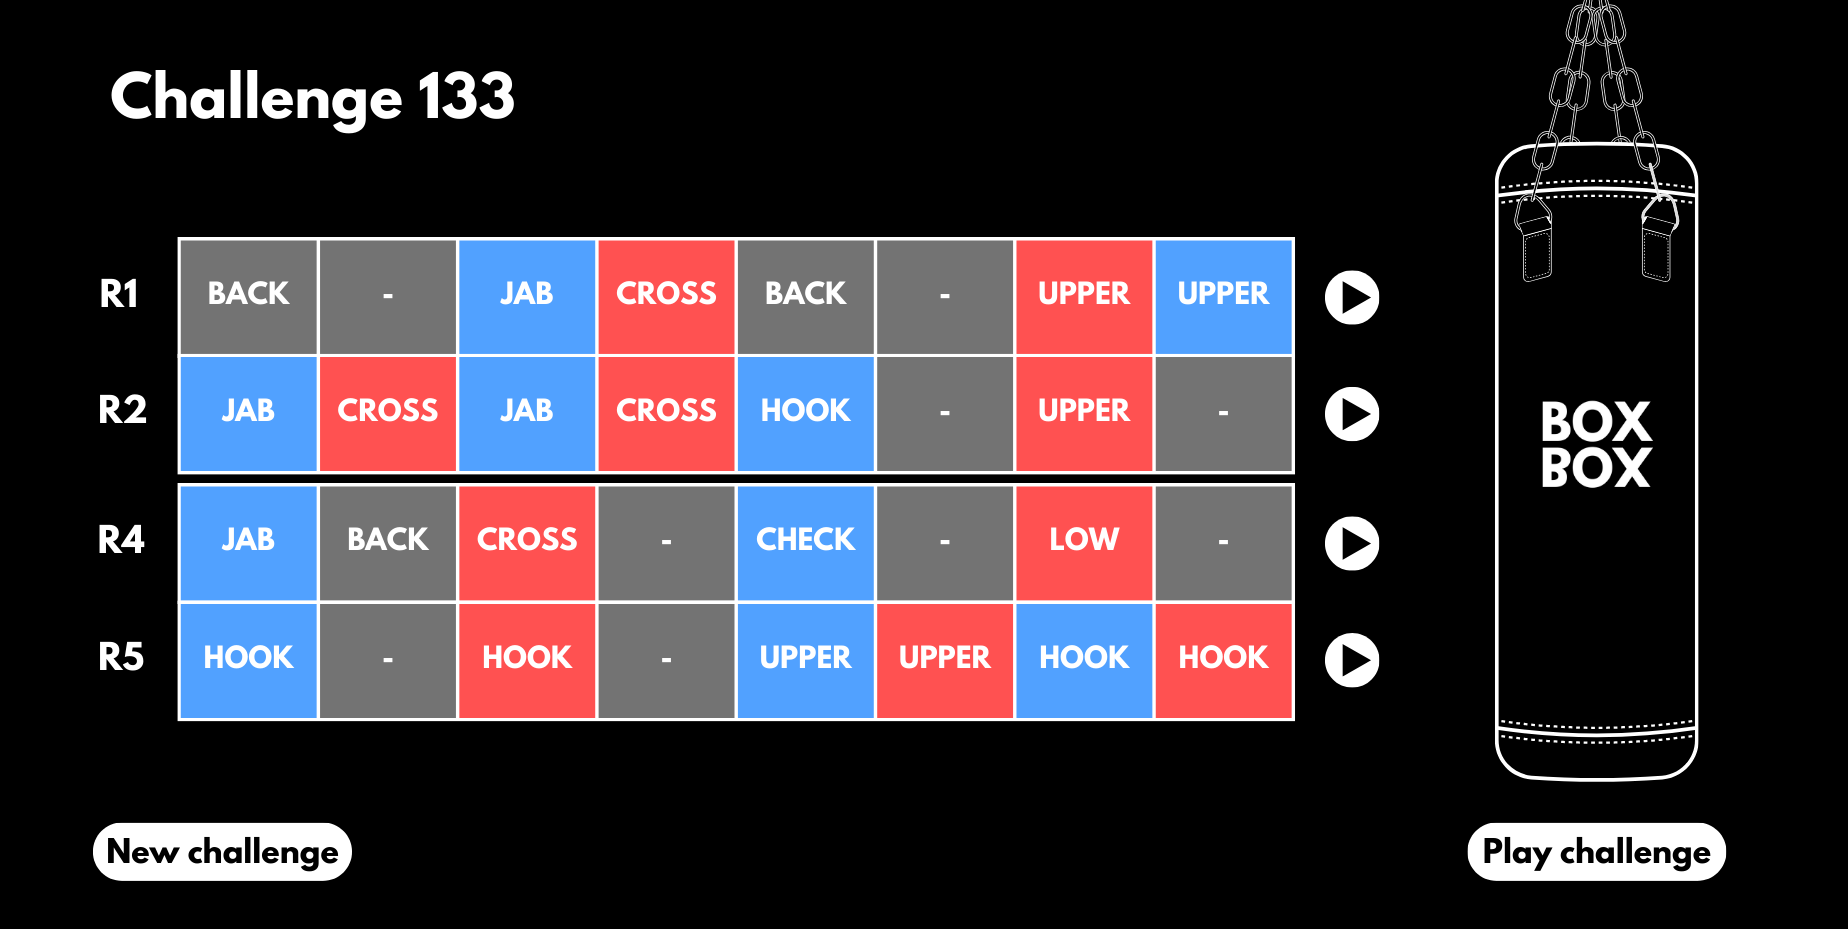 Challenge 133
R1 BACK - JAB CROSS BACK - UPPER UPPER
R2 JAB CROSS JAB CROSS HOOK - UPPER -
R4 JAB BACK CROSS - CHECK - LOW -
R5 HOOK - HOOK - UPPER UPPER HOOK HOOK
BOX
BOX
New challenge
Play challenge